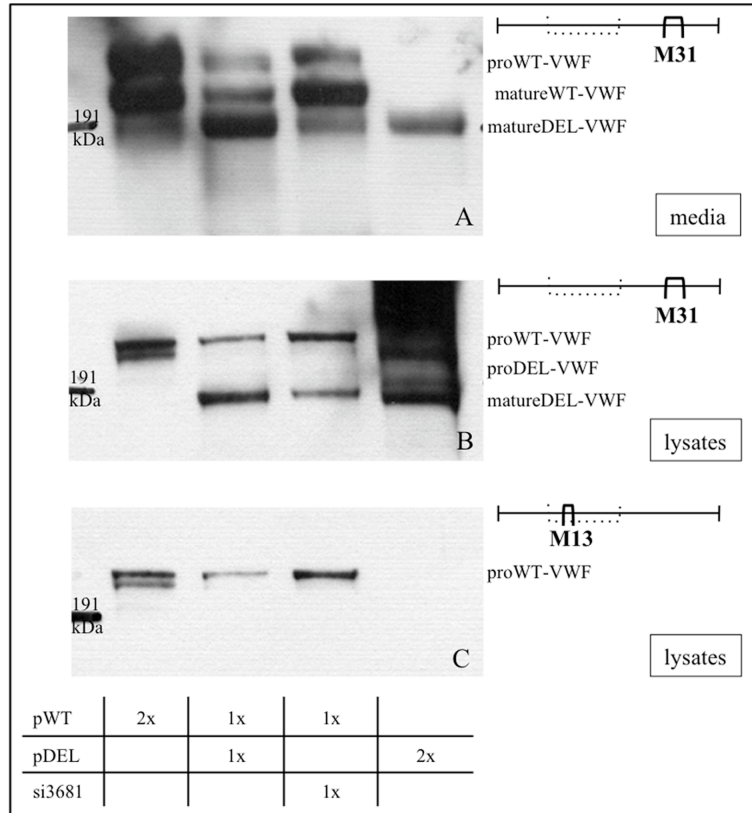 M31
proWT-VWF
matureWT-VWF
191
kDa
matureDEL-VWF
A
media
M31
proWT-VWF
proDEL-VWF
191
kDa
matureDEL-VWF
B
lysates
M13
proWT-VWF
191
kDa
C
lysates
pWT 2x 1x 1x
pDEL 1x 2x
si3681 1x